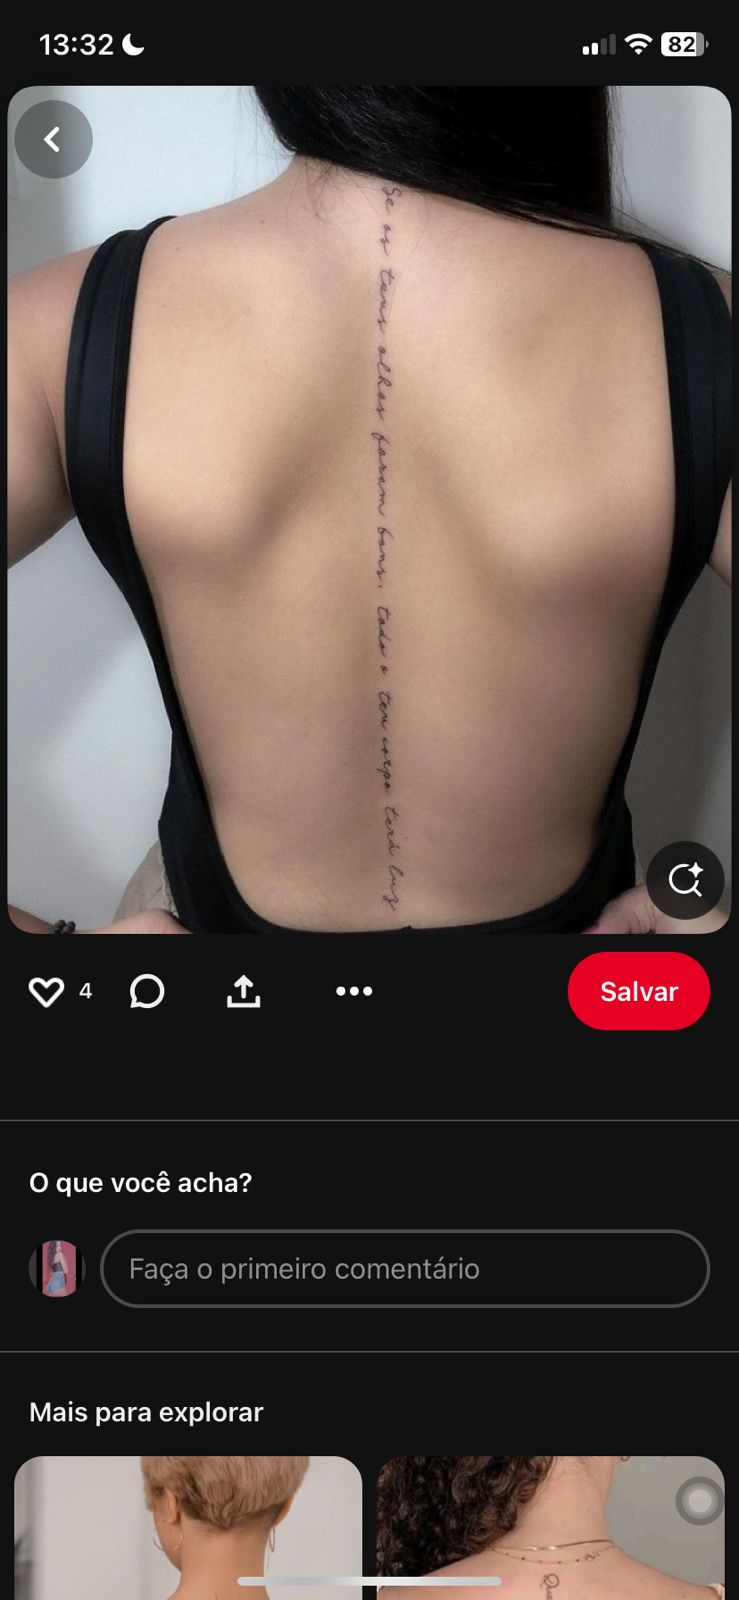 13:32
82
Se os teus olhos forem bons, todo o teu corpo terá luz
4
Salvar
O que você acha?
Faça o primeiro comentário
Mais para explorar
Que